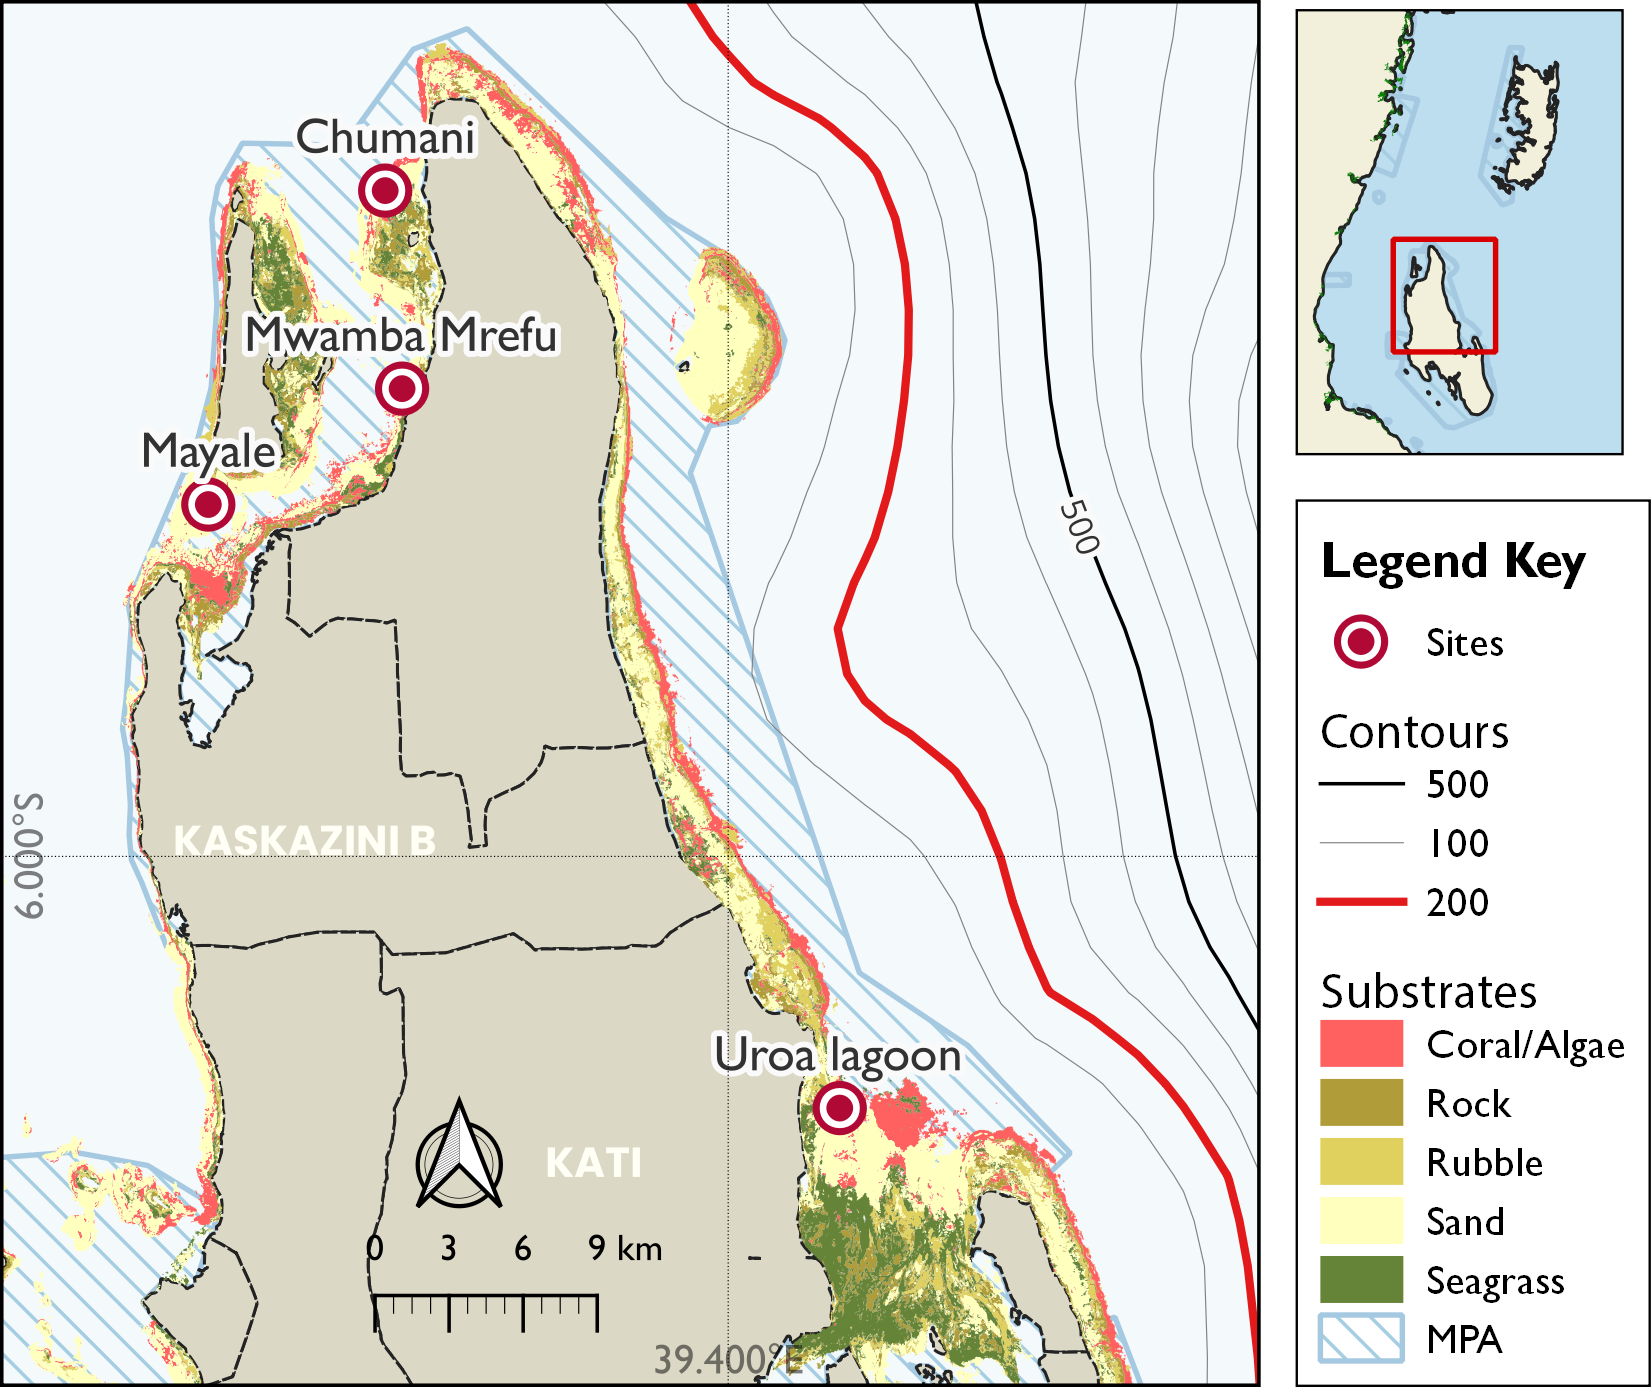 Chumani
Mwamba Mrefu
Mayale
500
6.000°S
KASKAZINI B
Uroa lagoon
KATI
0 3 6 9 km
39.400°E
Legend Key
Sites
Contours
500
100
200
Substrates
Coral/Algae
Rock
Rubble
Sand
Seagrass
MPA